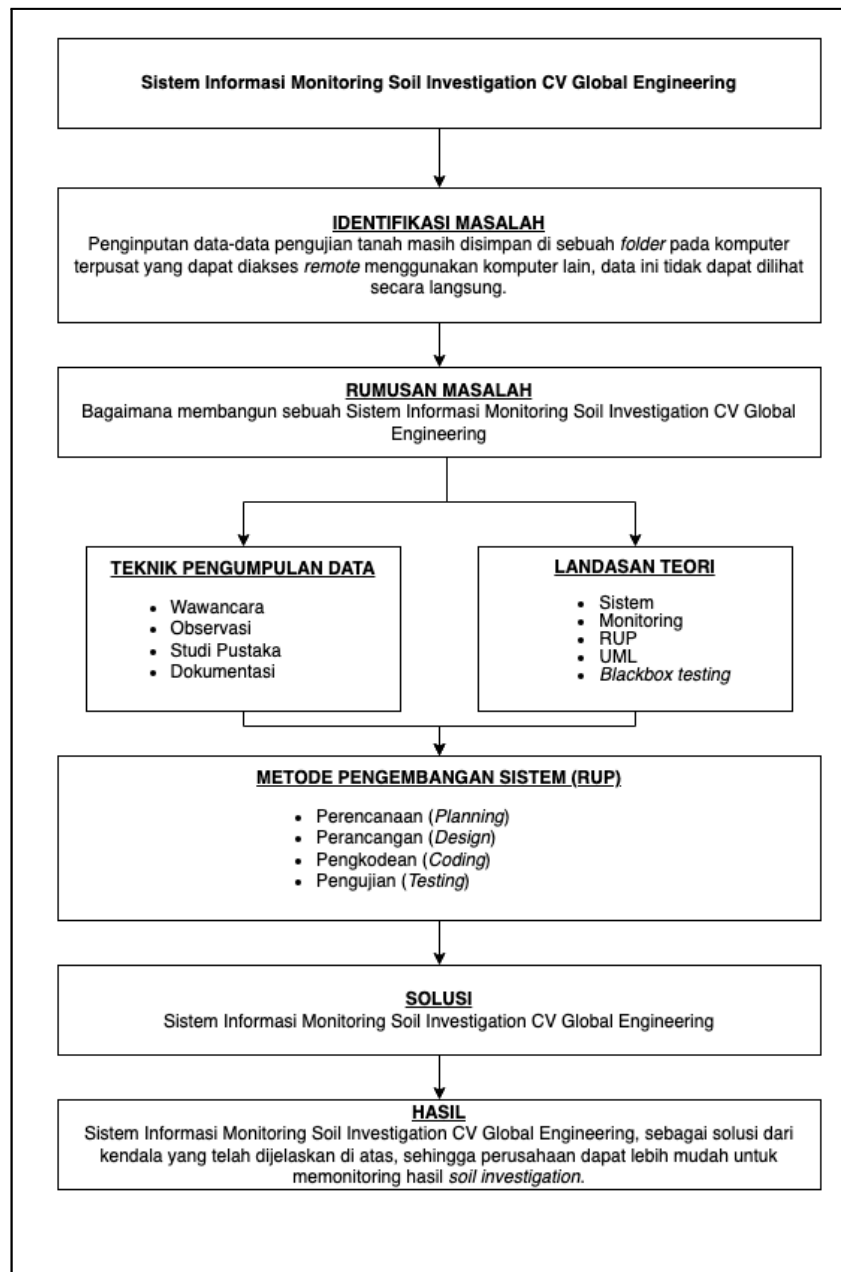 Sistem Informasi Monitoring Soil Investigation CV Global Engineering
IDENTIFIKASI MASALAH
Penginputan data-data pengujian tanah masih disimpan di sebuah folder pada komputer
terpusat yang dapat diakses remote menggunakan komputer lain, data ini tidak dapat dilihat
secara langsung.
RUMUSAN MASALAH
Bagaimana membangun sebuah Sistem Informasi Monitoring Soil Investigation CV Global
Engineering
TEKNIK PENGUMPULAN DATA
• Wawancara
• Observasi
• Studi Pustaka
• Dokumentasi
LANDASAN TEORI
• Sistem
• Monitoring
• RUP
• UML
• Blackbox testing
METODE PENGEMBANGAN SISTEM (RUP)
• Perencanaan (Planning)
• Perancangan (Design)
• Pengkodean (Coding)
• Pengujian (Testing)
SOLUSI
Sistem Informasi Monitoring Soil Investigation CV Global Engineering
HASIL
Sistem Informasi Monitoring Soil Investigation CV Global Engineering, sebagai solusi dari
kendala yang telah dijelaskan di atas, sehingga perusahaan dapat lebih mudah untuk
memonitoring hasil soil investigation.